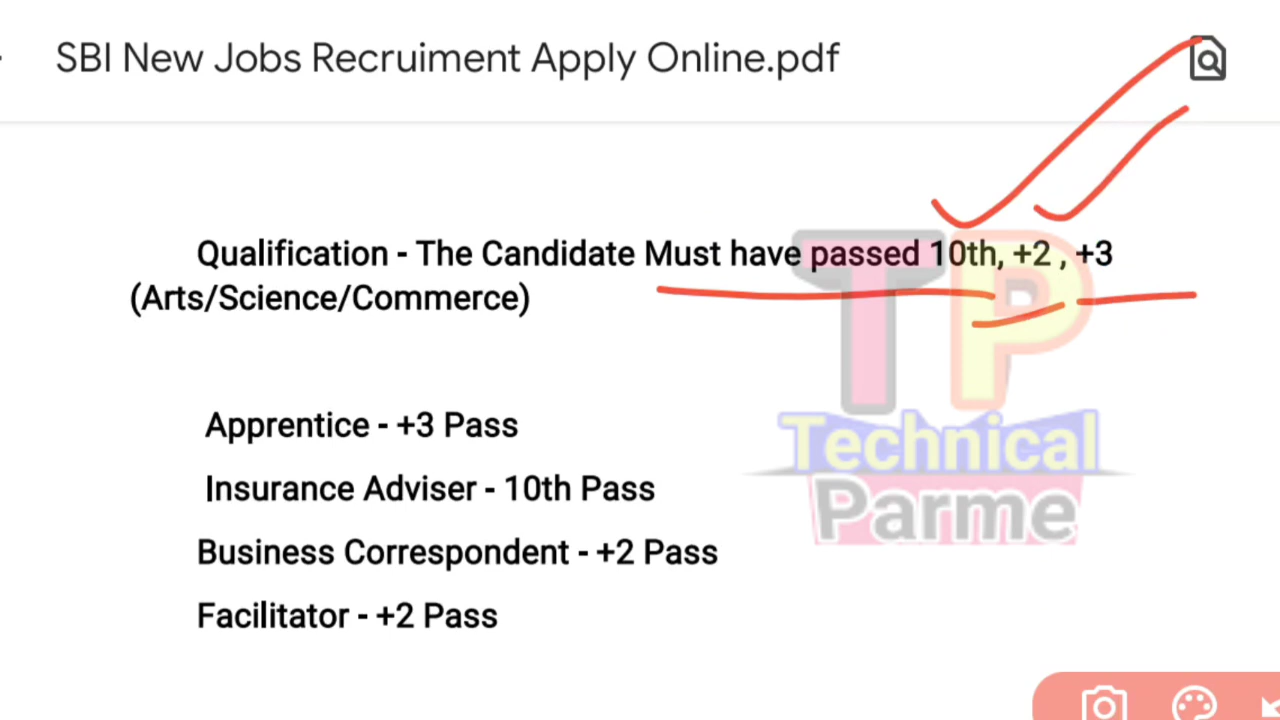 SBI New Jobs Recruiment Apply Online.pdf
Qualification - The Candidate Must have passed 10th, +2 , +3
(Arts/Science/Commerce)
Apprentice - +3 Pass
Insurance Adviser - 10th Pass
Business Correspondent - +2 Pass
Facilitator - +2 Pass
TP
Technical
Parme